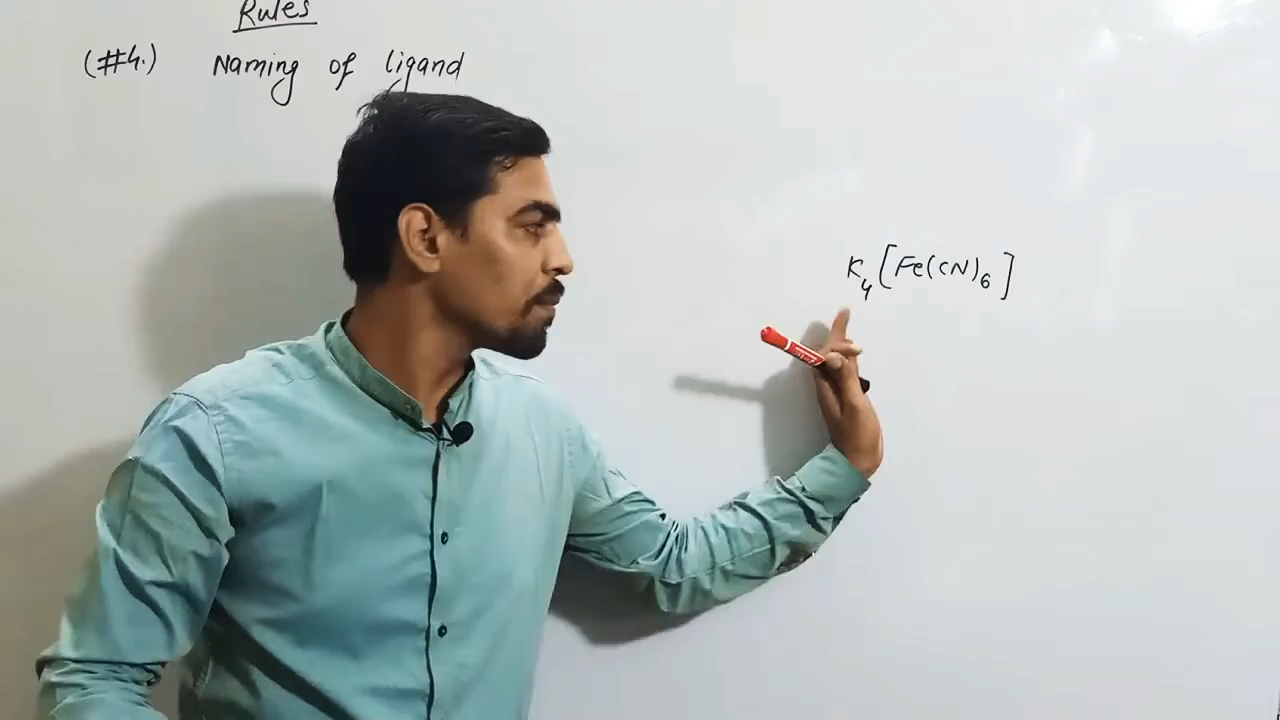 Rules
(#4.) Naming of ligand
K4[Fe(CN)6]